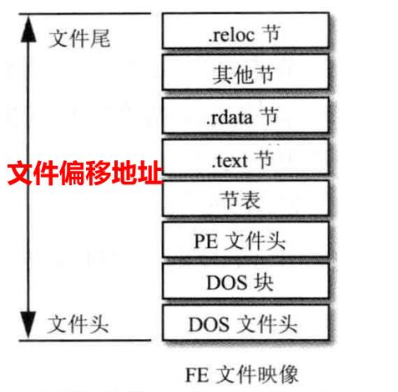 文件尾
.reloc 节
其他节
.rdata 节
文件偏移地址
.text 节
节表
PE 文件头
DOS 块
文件头
DOS 文件头
FE 文件映像